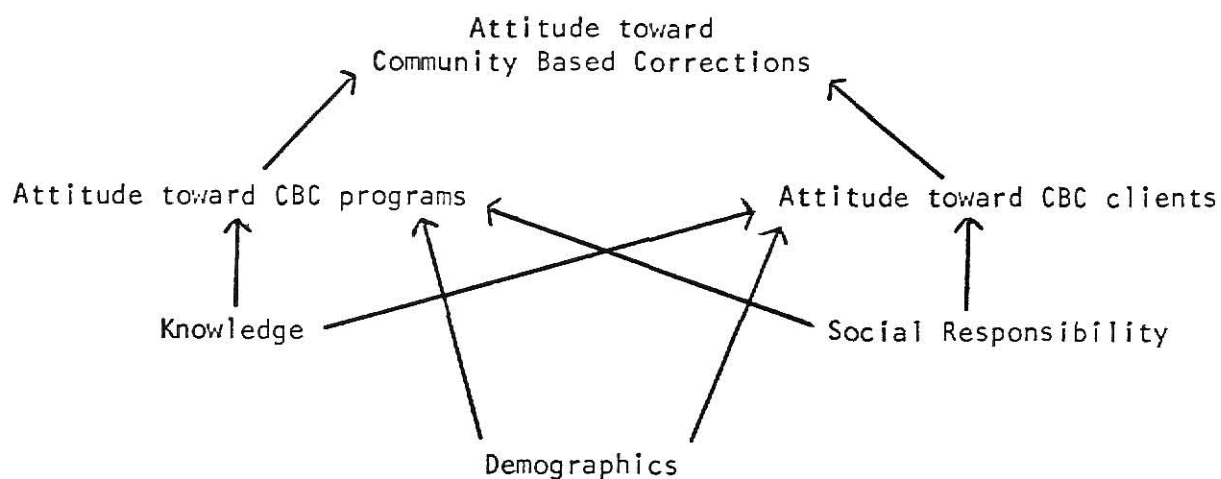 Attitude toward
Community Based Corrections
Attitude toward CBC programs
Attitude toward CBC clients
Knowledge
Social Responsibility
Demographics